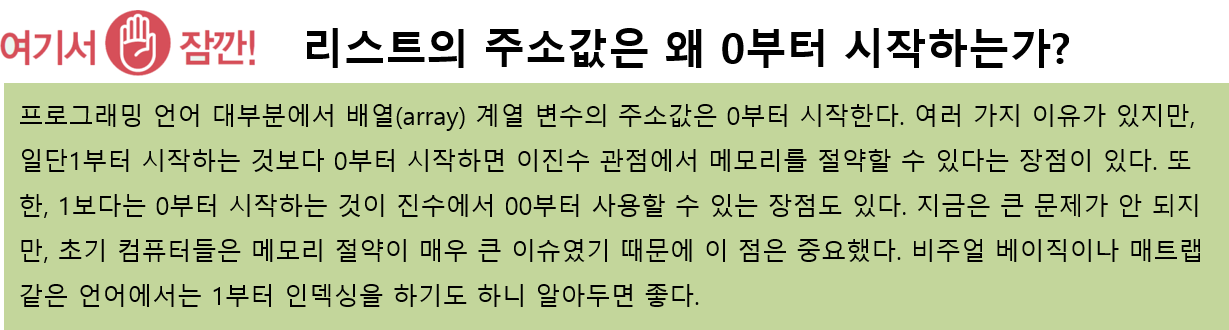 여기서 잠깐! 리스트의 주소값은 왜 0부터 시작하는가?
프로그래밍 언어 대부분에서 배열(array) 계열 변수의 주소값은 0부터 시작한다. 여러 가지 이유가 있지만,
일단1부터 시작하는 것보다 0부터 시작하면 이진수 관점에서 메모리를 절약할 수 있다는 장점이 있다. 또
한, 1보다는 0부터 시작하는 것이 진수에서 00부터 사용할 수 있는 장점도 있다. 지금은 큰 문제가 안 되지
만, 초기 컴퓨터들은 메모리 절약이 매우 큰 이슈였기 때문에 이 점은 중요했다. 비주얼 베이직이나 매트랩
같은 언어에서는 1부터 인덱싱을 하기도 하니 알아두면 좋다.